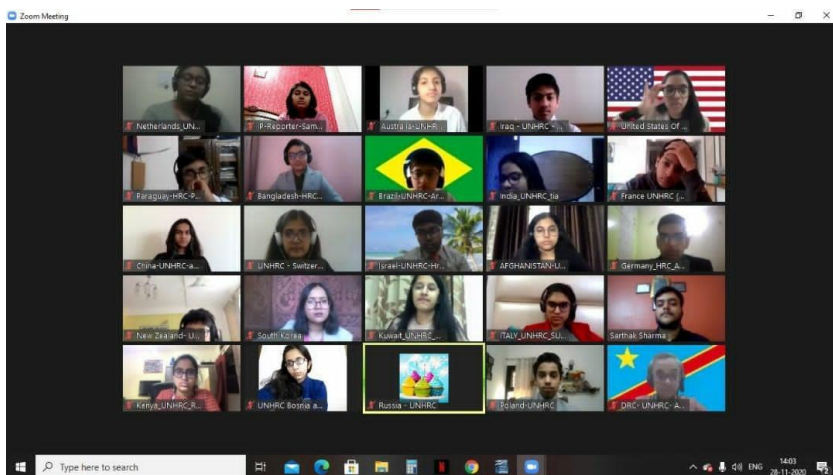 Zoom Meeting
Netherlands_UN...
IP-Reporter-Sam...
Australia-UNHR...
Iraq - UNHRC - ...
United States Of ...
Paraguay-HRC-P...
Bangladesh-HRC...
Brazil-UNHRC-Ar...
India_UNHRC_tia
France UNHRC (...
China-UNHRC-a...
UNHRC - Switzer...
Israel-UNHRC-Hr...
AFGHANISTAN-U...
Germany_HRC_A...
New Zealand- U...
South Korea
Kuwait_UNHRC_...
ITALY_UNHRC_SU...
Sarthak Sharma
Kenya_UNHRC_R...
UNHRC Bosnia a...
Russia - UNHRC
Poland-UNHRC
DRC- UNHRC- A...
Type here to search
ENG
14:03
28-11-2020